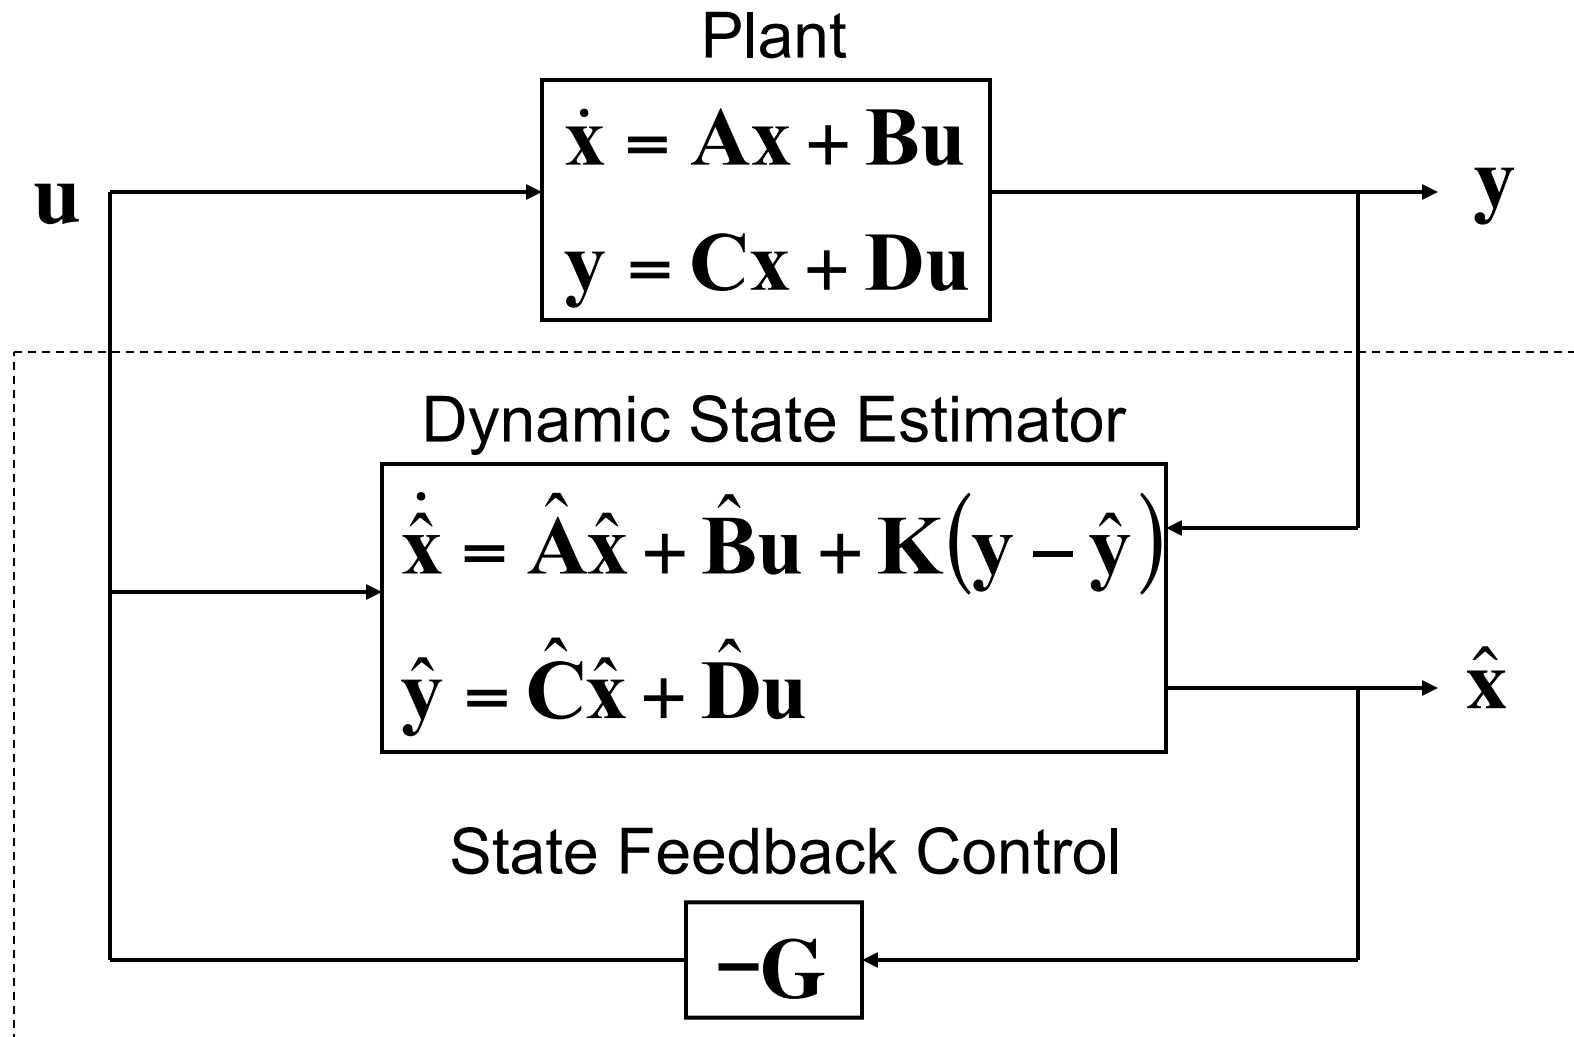 Plant
ẋ = Ax + Bu
u
y
y = Cx + Du
Dynamic State Estimator
x̂̇ = Âx̂ + B̂u + K(y − ŷ)
ŷ = Ĉx̂ + D̂u
x̂
State Feedback Control
−G